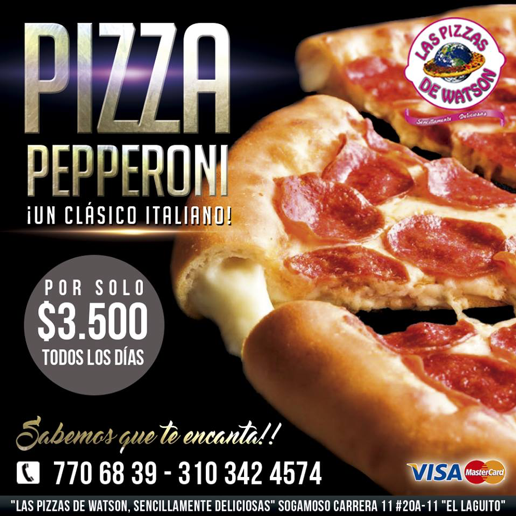 PIZZA
PEPPERONI
¡UN CLÁSICO ITALIANO!
LAS PIZZAS
DE WATSON
Sencillamente Deliciosas
POR SOLO
$3.500
TODOS LOS DÍAS
Sabemos que te encanta!!
770 68 39 - 310 342 4574
VISA MasterCard
"LAS PIZZAS DE WATSON, SENCILLAMENTE DELICIOSAS" SOGAMOSO CARRERA 11 #20A-11 "EL LAGUITO"